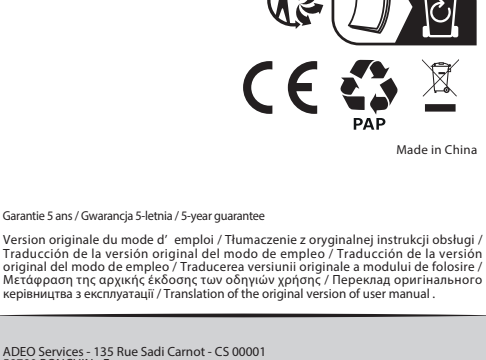 CE
PAP
Made in China
Garantie 5 ans / Gwarancja 5-letnia / 5-year guarantee
Version originale du mode d' emploi / Tłumaczenie z oryginalnej instrukcji obsługi /
Traducción de la versión original del modo de empleo / Traducción de la versión
original del modo de empleo / Traducerea versiunii originale a modului de folosire /
Μετάφραση της αρχικής έκδοσης των οδηγιών χρήσης / Переклад оригінального
керівництва з експлуатації / Translation of the original version of user manual .
ADEO Services - 135 Rue Sadi Carnot - CS 00001